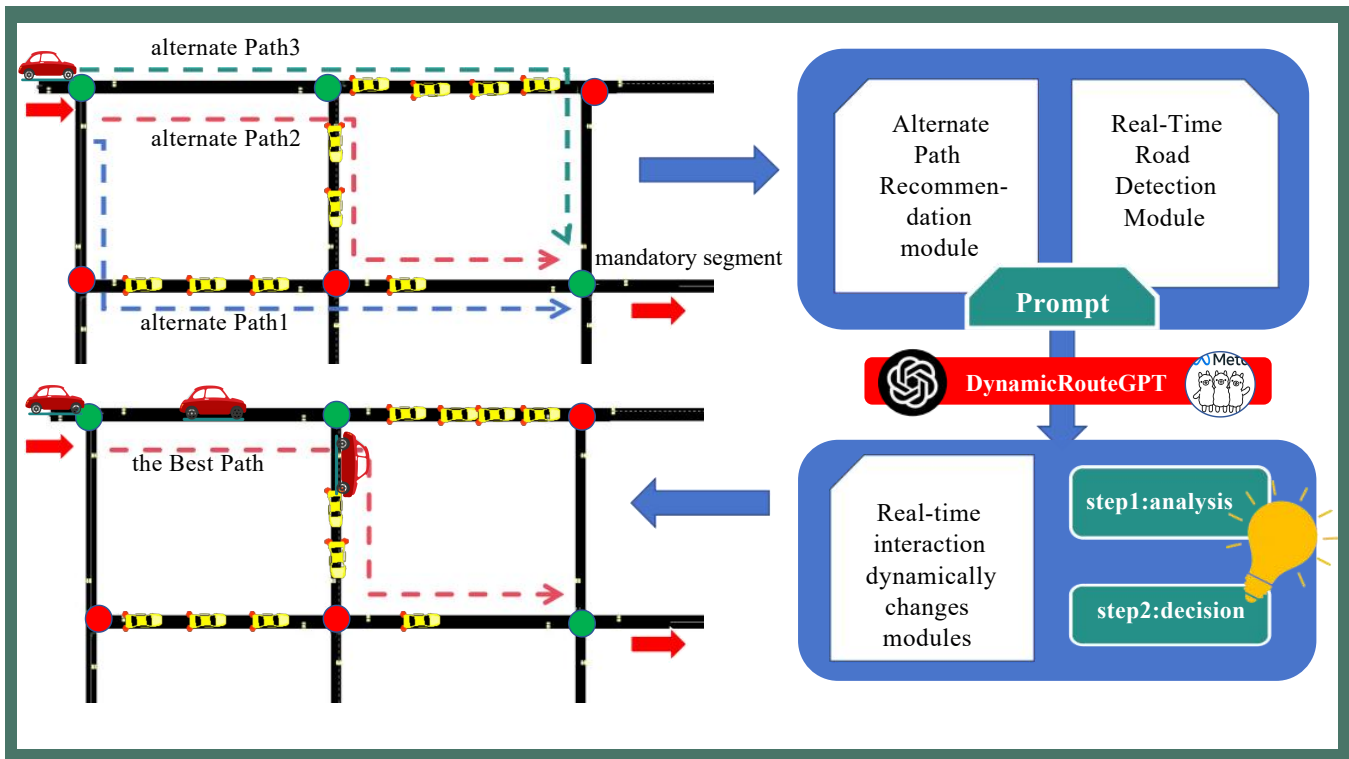 alternate Path3
alternate Path2
mandatory segment
alternate Path1
Alternate
Path
Recommen-
dation
module
Real-Time
Road
Detection
Module
Prompt
Meta
DynamicRouteGPT
the Best Path
Real-time
interaction
dynamically
changes
modules
step1:analysis
step2:decision